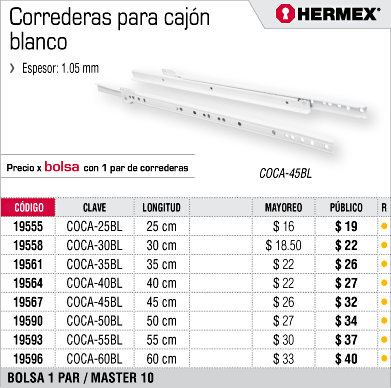 Correderas para cajón
blanco
HERMEX®
❯ Espesor: 1.05 mm
Precio x bolsa con 1 par de correderas
COCA-45BL
CÓDIGO CLAVE LONGITUD MAYOREO PÚBLICO R
19555 COCA-25BL 25 cm $ 16 $ 19
19558 COCA-30BL 30 cm $ 18.50 $ 22
19561 COCA-35BL 35 cm $ 22 $ 26
19564 COCA-40BL 40 cm $ 22 $ 27
19567 COCA-45BL 45 cm $ 26 $ 32
19590 COCA-50BL 50 cm $ 27 $ 34
19593 COCA-55BL 55 cm $ 30 $ 37
19596 COCA-60BL 60 cm $ 33 $ 40
BOLSA 1 PAR / MASTER 10